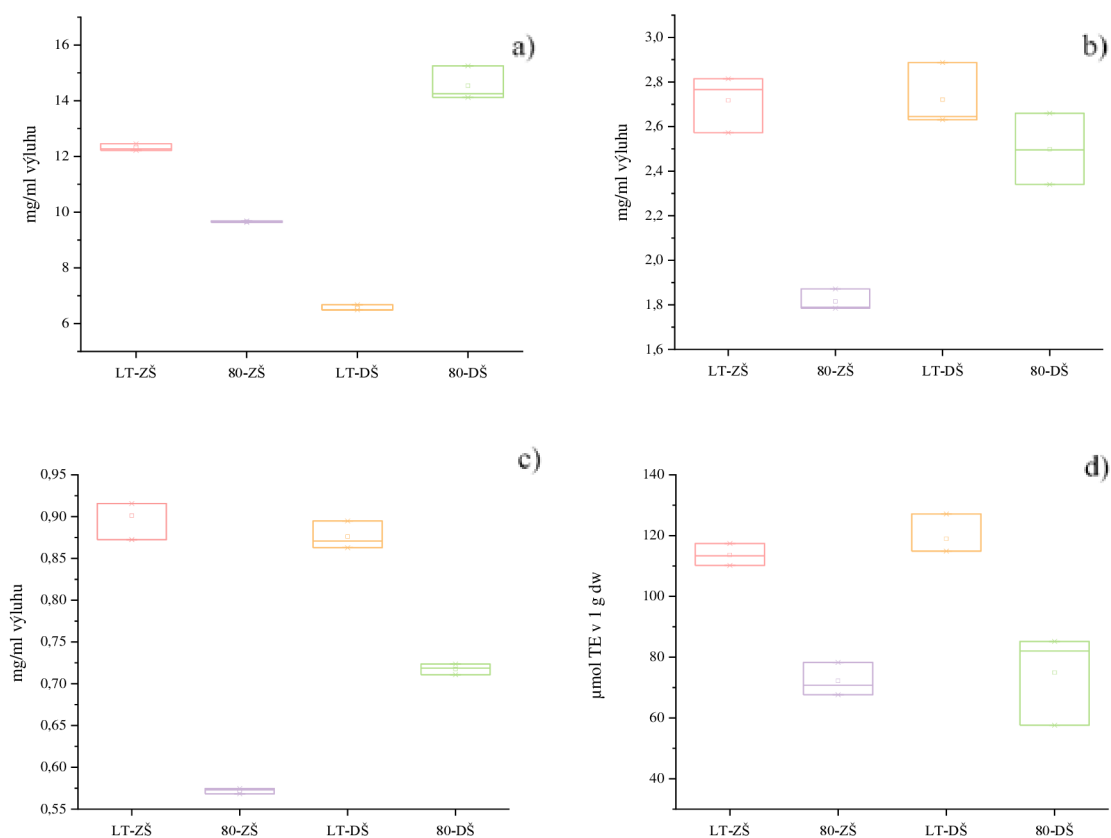 a)
16
14
12
10
8
6
mg/ml výluhu
LT-ZŠ 80-ZŠ LT-DŠ 80-DŠ
b)
3,0
2,8
2,6
2,4
2,2
2,0
1,8
1,6
mg/ml výluhu
LT-ZŠ 80-ZŠ LT-DŠ 80-DŠ
c)
0,95
0,90
0,85
0,80
0,75
0,70
0,65
0,60
0,55
mg/ml výluhu
LT-ZŠ 80-ZŠ LT-DŠ 80-DŠ
d)
140
120
100
80
60
40
µmol TE v 1 g dw
LT-ZŠ 80-ZŠ LT-DŠ 80-DŠ